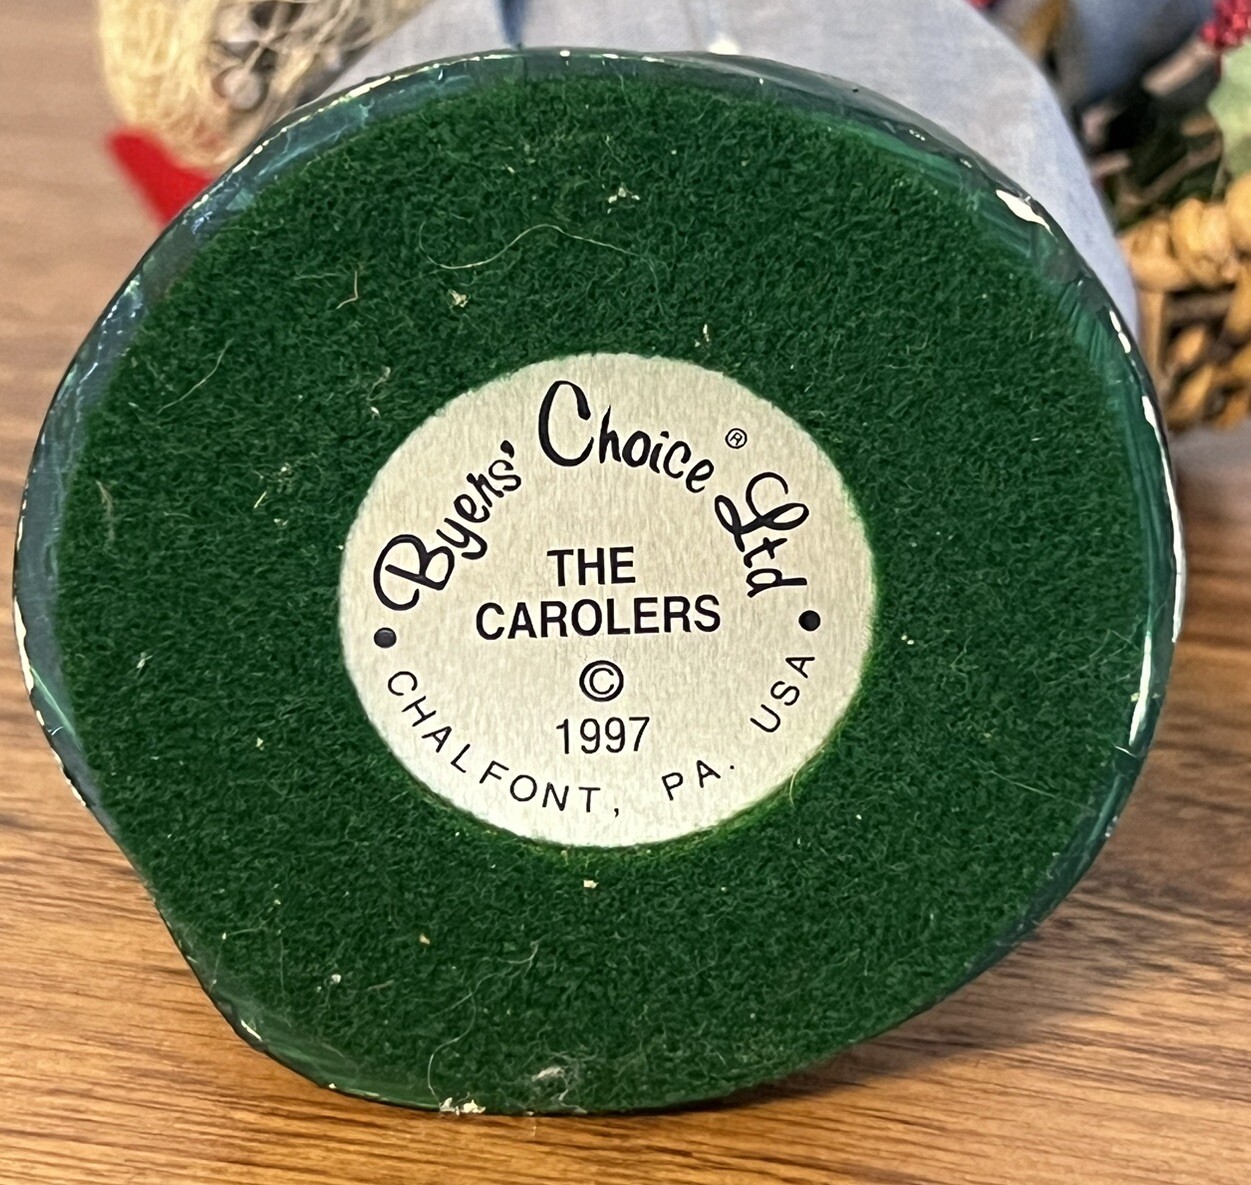 Byers' Choice® Ltd
THE
CAROLERS
©
1997
CHALFONT, PA. USA